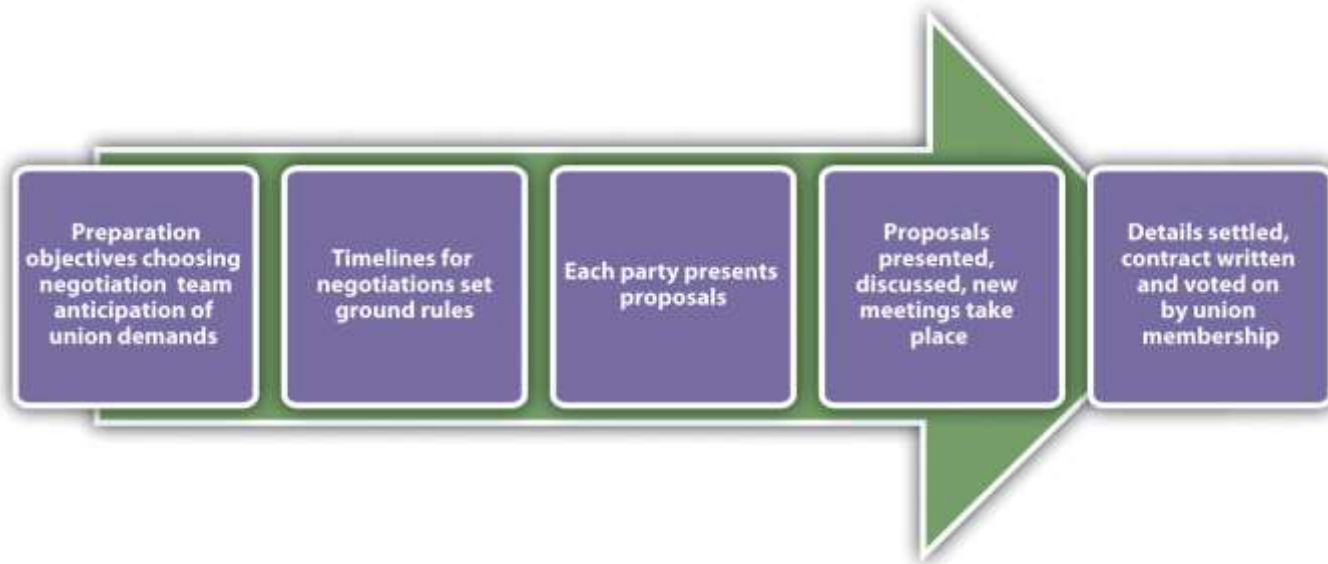 Preparation
objectives choosing
negotiation team
anticipation of
union demands
Timelines for
negotiations set
ground rules
Each party presents
proposals
Proposals
presented,
discussed, new
meetings take
place
Details settled,
contract written
and voted on
by union
membership